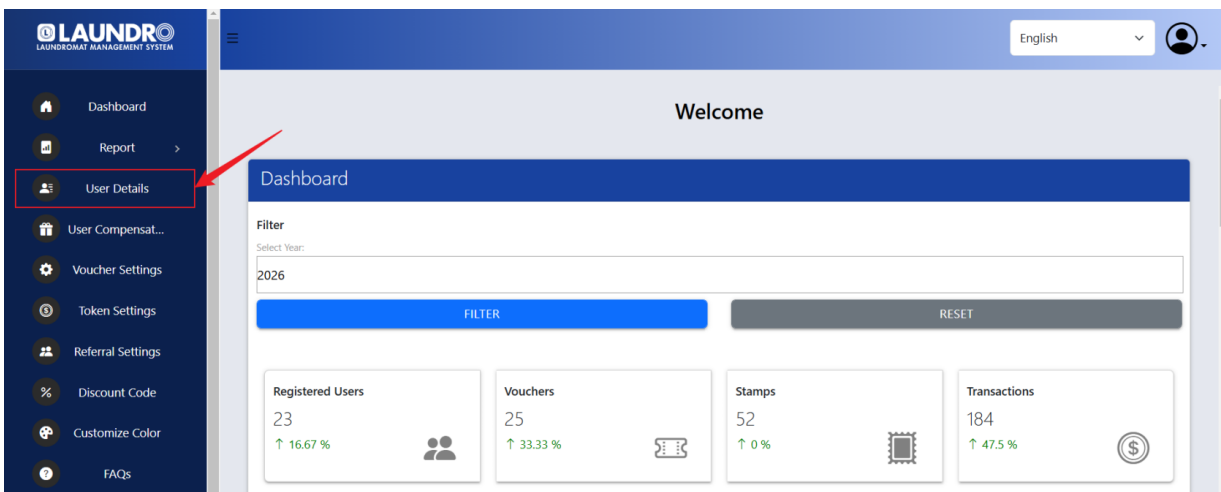 LAUNDRO
LAUNDROMAT MANAGEMENT SYSTEM
English
Dashboard
Report
User Details
User Compensat...
Voucher Settings
Token Settings
Referral Settings
Discount Code
Customize Color
FAQs
Welcome
Dashboard
Filter
Select Year:
2026
FILTER RESET
Registered Users
23
↑ 16.67 %
Vouchers
25
↑ 33.33 %
Stamps
52
↑ 0 %
Transactions
184
↑ 47.5 %